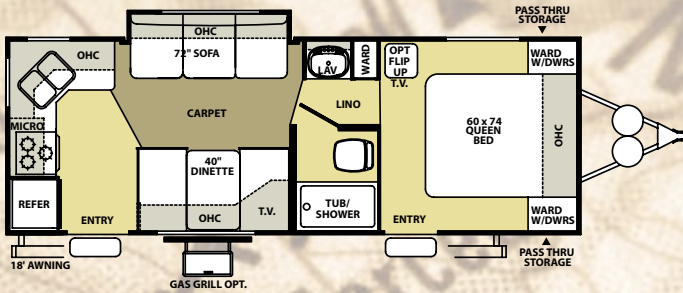 PASS THRU
STORAGE
OHC
72" SOFA
OHC
LAV
WARD
OPT
FLIP
UP
T.V.
WARD
W/DWRS
MICRO
CARPET
LINO
60 x 74
QUEEN
BED
OHC
40"
DINETTE
REFER
ENTRY
OHC
T.V.
TUB/
SHOWER
ENTRY
WARD
W/DWRS
18' AWNING
GAS GRILL OPT.
PASS THRU
STORAGE